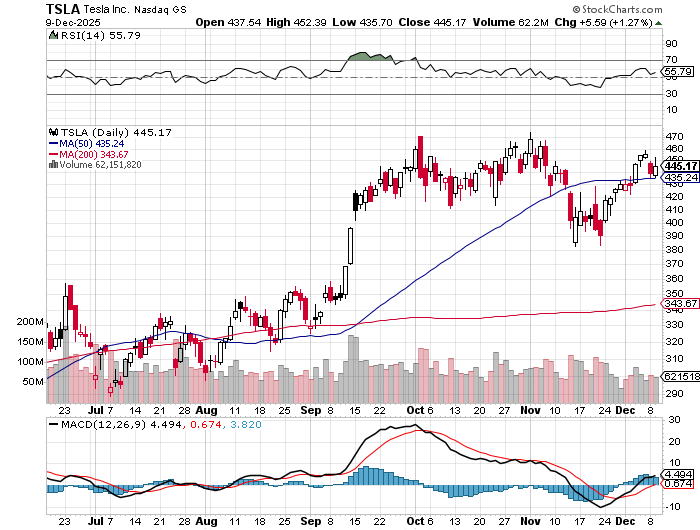 TSLA Tesla Inc. Nasdaq GS
© StockCharts.com
9-Dec-2025
Open 437.54 High 452.39 Low 435.70 Close 445.17 Volume 62.2M Chg +5.59 (+1.27%)
RSI(14) 55.79
90
70
55.79
50
30
10
TSLA (Daily) 445.17
MA(50) 435.24
MA(200) 343.67
Volume 62,151,820
470
460
450
445.17
435.24
430
420
410
400
390
380
370
360
350
343.67
340
330
320
310
290
200M
150M
100M
50M
621518
23 Jul 7 14 21 28 Aug 11 18 25 Sep 8 15 22 Oct 6 13 20 27 Nov 10 17 24 Dec 8
MACD(12,26,9) 4.494, 0.674, 3.820
30
20
10
4.494
0.674
-10
23 Jul 7 14 21 28 Aug 11 18 25 Sep 8 15 22 Oct 6 13 20 27 Nov 10 17 24 Dec 8